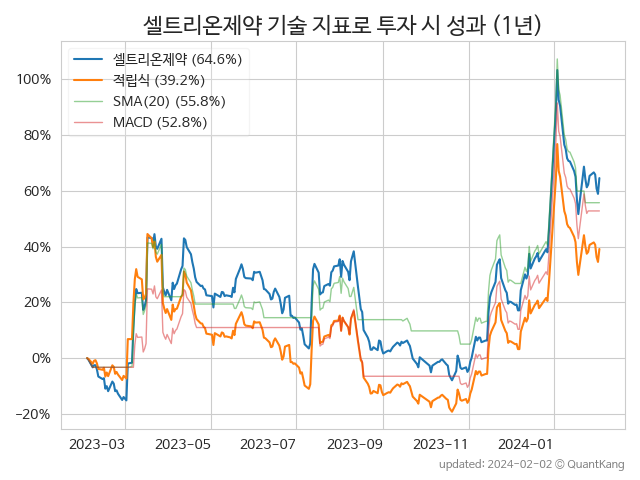 셀트리온제약 기술 지표로 투자 시 성과 (1년)
셀트리온제약 (64.6%)
적립식 (39.2%)
SMA(20) (55.8%)
MACD (52.8%)
100%
80%
60%
40%
20%
0%
−20%
2023-03 2023-05 2023-07 2023-09 2023-11 2024-01
updated: 2024-02-02 © QuantKang